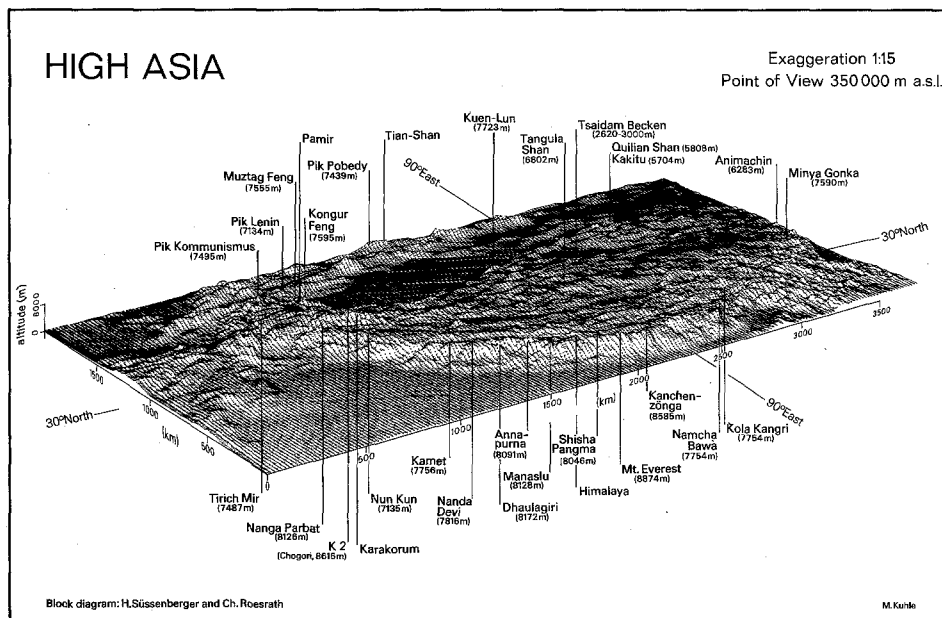 HIGH ASIA
Exaggeration 1:15
Point of View 350 000 m a.s.l.
Kuen-Lun
(7723m)
Tsaidam Becken
(2620-3000m)
Pamir
Tian-Shan
Tangula
Shan
(6802m)
Quilian Shan (5808m)
Kakitu (5704m)
Animachin
(6283m)
Minya Gonka
(7590m)
Muztag Feng
(7555m)
Pik Pobedy
(7439m)
90°East
Pik Lenin
(7134m)
Kongur
Feng
(7595m)
Pik Kommunismus
(7495m)
30°North
altitude (m)
0 8000
3500
3000
2500
2000
1500
1000
500
0
(km)
1500
1000
500
(km)
30°North
90°East
Kanchen-
zönga
(8585m)
Kola Kangri
(7754m)
Namcha
Bawa
(7754m)
Anna-
purna
(8091m)
Shisha
Pangma
(8046m)
Mt. Everest
(8874m)
Kamet
(7756m)
Manaslu
(8128m)
Himalaya
Tirich Mir
(7487m)
Nun Kun
(7135m)
Nanda
Devi
(7816m)
Dhaulagiri
(8172m)
Nanga Parbat
(8126m)
K 2
(Chogori, 8615m)
Karakorum
Block diagram: H.Süssenberger and Ch. Roesrath
M.Kuhle